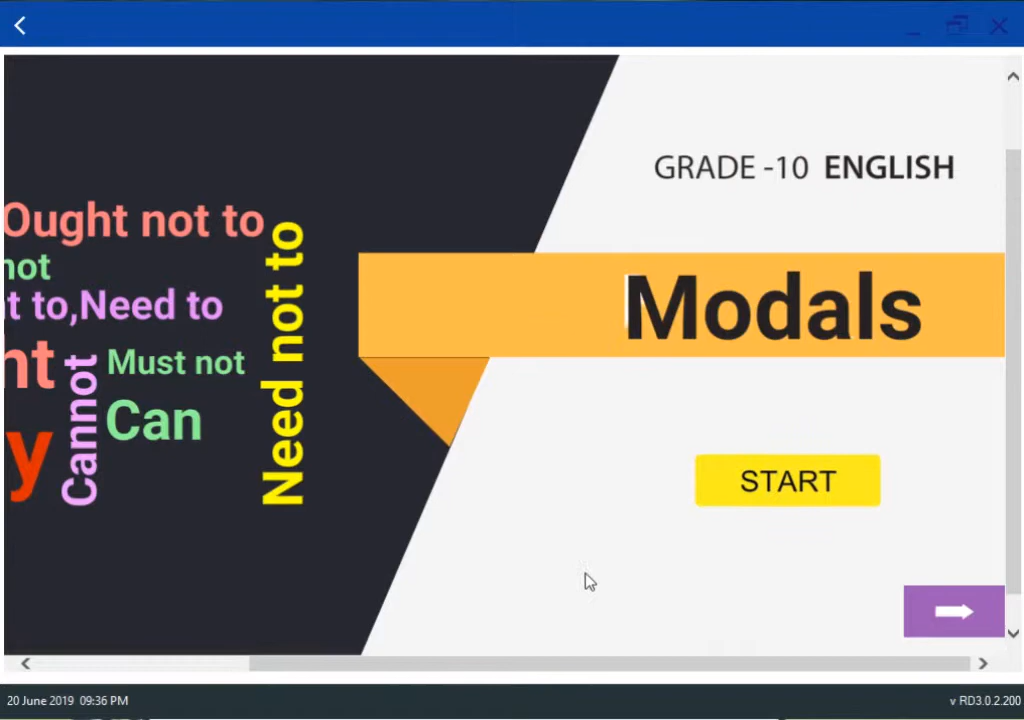 GRADE -10 ENGLISH
Modals
START
Ought not to
not
t to,Need to
nt
Must not
Can
y
Cannot
Need not to
20 June 2019 09:36 PM
v RD3.0.2.200